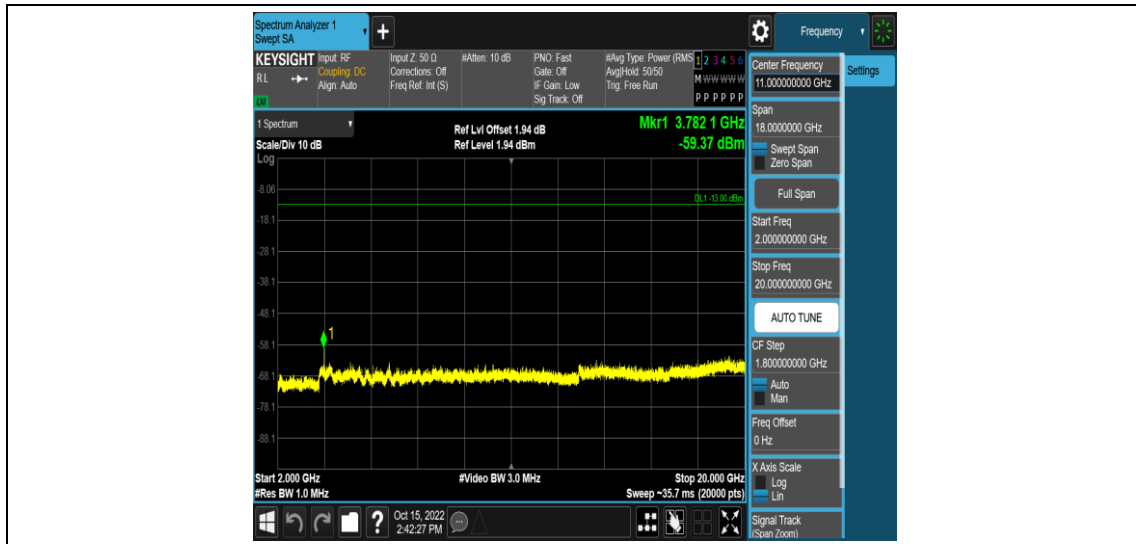 Spectrum Analyzer 1
Swept SA
+
Frequency
KEYSIGHT
RL
LXI
Input: RF
Coupling: DC
Align: Auto
Input Z: 50 Ω
Corrections: Off
Freq Ref: Int (S)
#Atten: 10 dB
PNO: Fast
Gate: Off
IF Gain: Low
Sig Track: Off
#Avg Type: Power (RMS
Avg|Hold: 50/50
Trig: Free Run
1 2 3 4 5 6
M W W W W W
P P P P P P
1 Spectrum
Scale/Div 10 dB
Ref Lvl Offset 1.94 dB
Ref Level 1.94 dBm
Mkr1 3.782 1 GHz
-59.37 dBm
Log
-8.06
DL1 -13.00 dBm
-18.1
-28.1
-38.1
-48.1
1
-58.1
-68.1
-78.1
-88.1
Start 2.000 GHz
#Res BW 1.0 MHz
#Video BW 3.0 MHz
Stop 20.000 GHz
Sweep ~35.7 ms (20000 pts)
Center Frequency
11.000000000 GHz
Settings
Span
18.0000000 GHz
Swept Span
Zero Span
Full Span
Start Freq
2.000000000 GHz
Stop Freq
20.000000000 GHz
AUTO TUNE
CF Step
1.800000000 GHz
Auto
Man
Freq Offset
0 Hz
X Axis Scale
Log
Lin
Signal Track
(Span Zoom)
?
Oct 15, 2022
2:42:27 PM